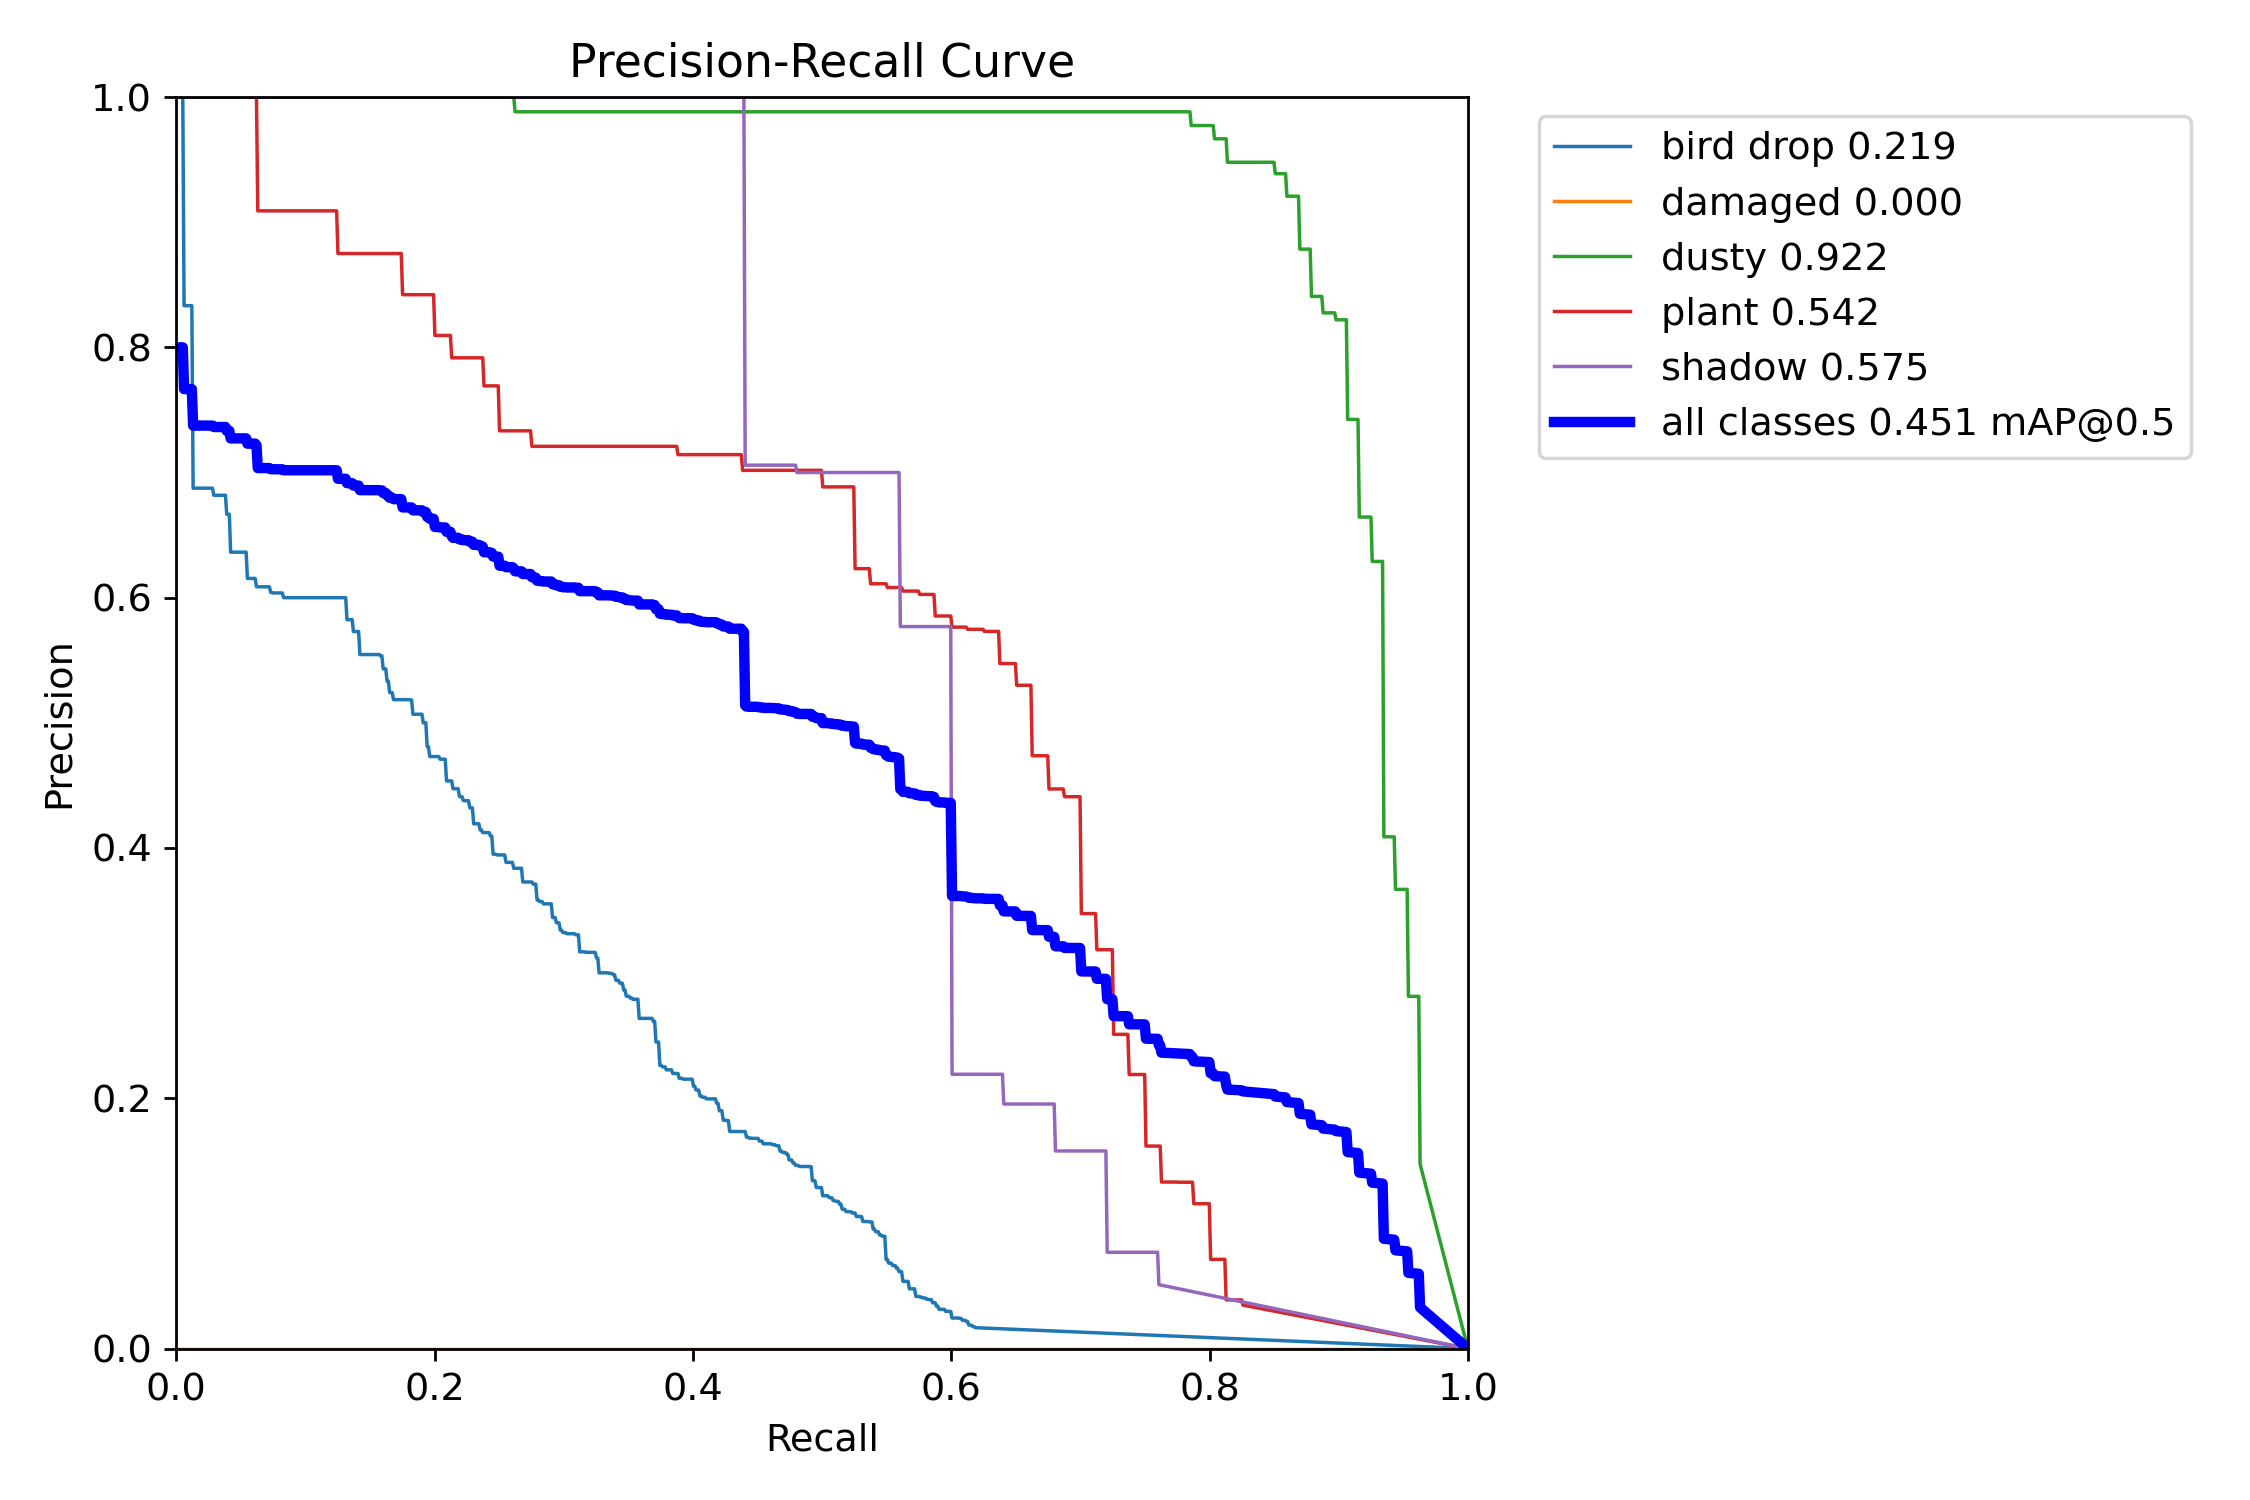 Precision-Recall Curve
1.0
0.8
0.6
0.4
0.2
0.0
Precision
0.0 0.2 0.4 0.6 0.8 1.0
Recall
bird drop 0.219
damaged 0.000
dusty 0.922
plant 0.542
shadow 0.575
all classes 0.451 mAP@0.5